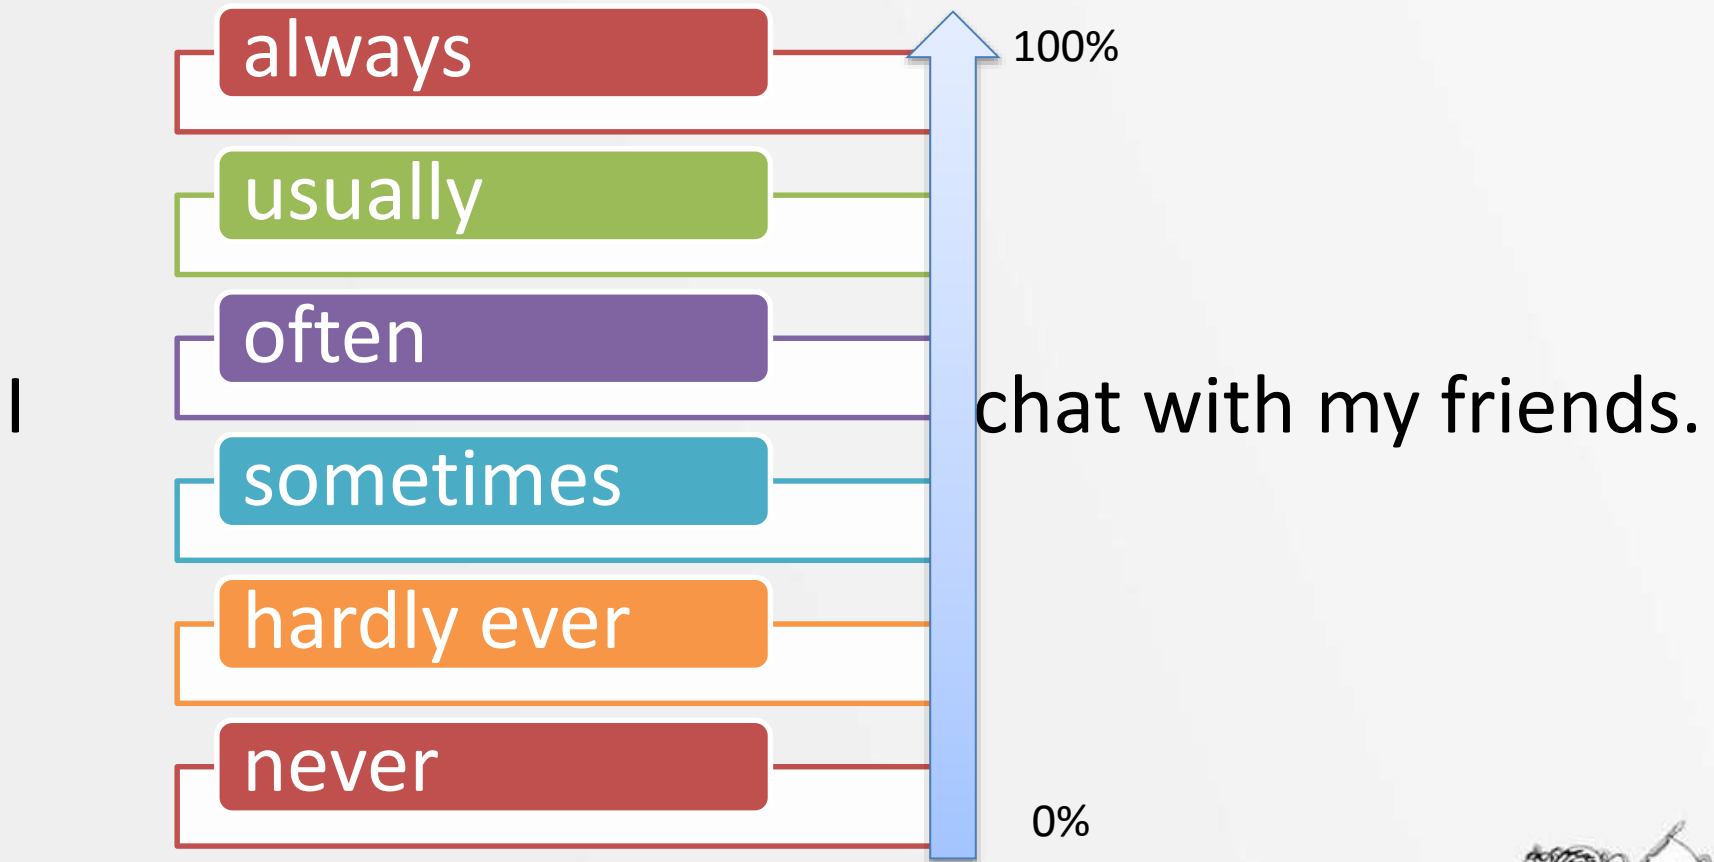 always
100%
usually
often
I
chat with my friends.
sometimes
hardly ever
never
0%